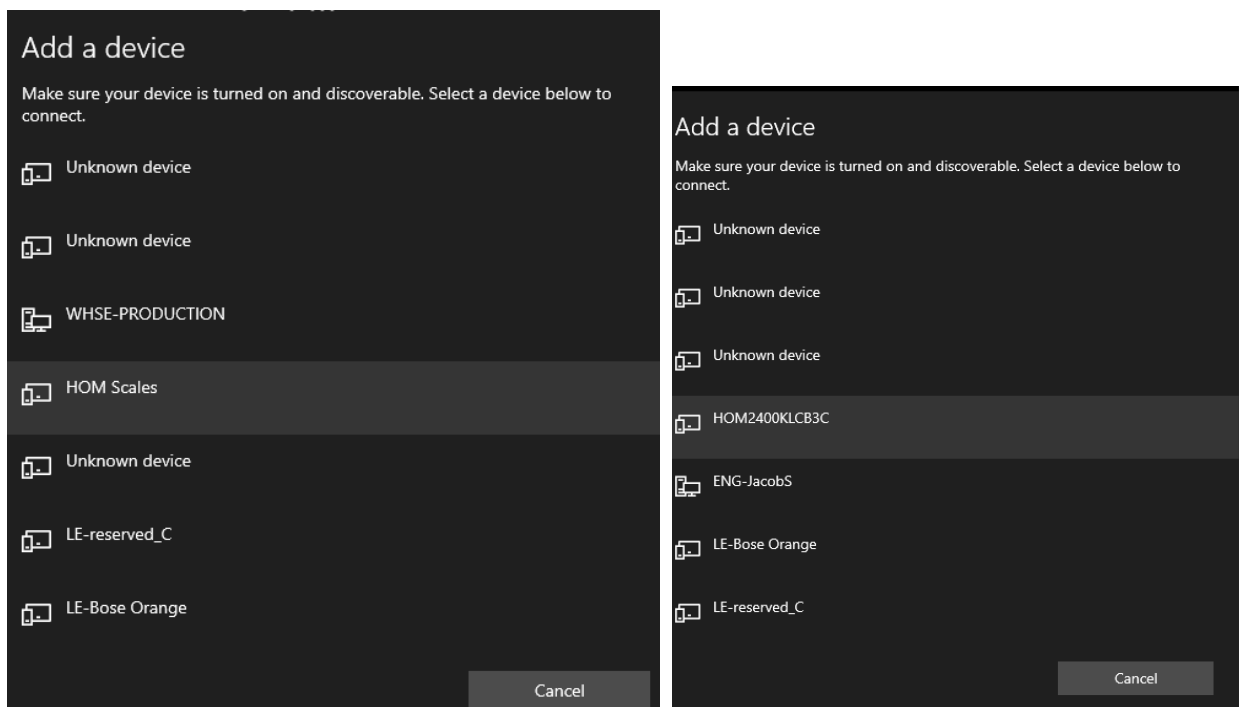 Add a device
Make sure your device is turned on and discoverable. Select a device below to
connect.
Unknown device
Unknown device
WHSE-PRODUCTION
HOM Scales
Unknown device
LE-reserved_C
LE-Bose Orange
Cancel
Add a device
Make sure your device is turned on and discoverable. Select a device below to
connect.
Unknown device
Unknown device
Unknown device
HOM2400KLCB3C
ENG-JacobS
LE-Bose Orange
LE-reserved_C
Cancel